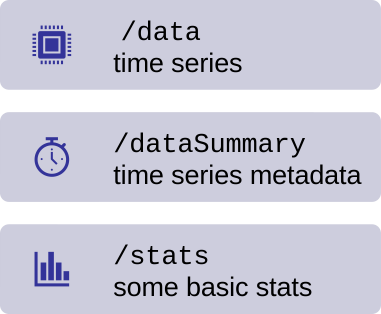 /data
time series
/dataSummary
time series metadata
/stats
some basic stats